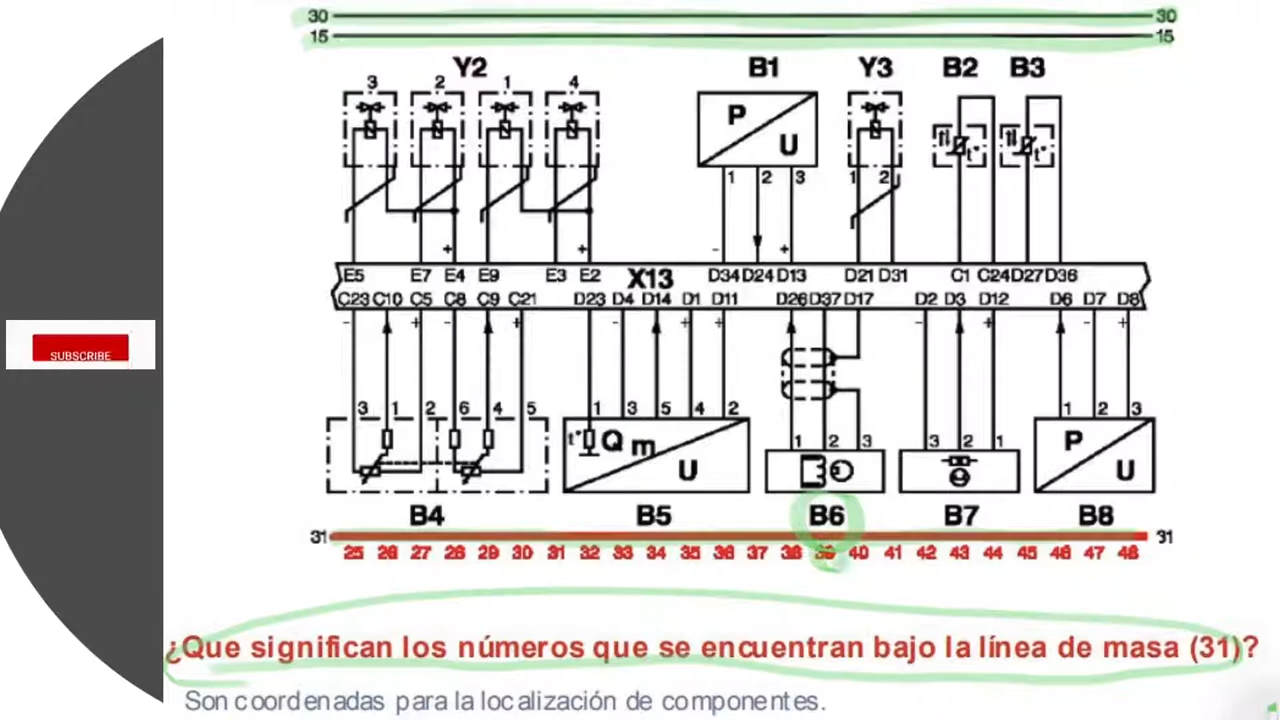 30 30
15 15
Y2 B1 Y3 B2 B3
3 2 1 4
P
U
t° t°
1 2 3 1 2
+ + - +
E5 E7 E4 E9 E3 E2 X13 D34 D24 D13 D21 D31 C1 C24 D27 D36
C23 C10 C5 C8 C9 C21 D23 D4 D14 D1 D11 D26 D37 D17 D2 D3 D12 D6 D7 D8
- + - + - + + - + - +
SUBSCRIBE
3 1 2 6 4 5 1 3 5 4 2 1 2 3 3 2 1 1 2 3
t° Qm P
U U
B4 B5 B6 B7 B8
31 31
25 26 27 28 29 30 31 32 33 34 35 36 37 38 39 40 41 42 43 44 45 46 47 48
¿Que significan los números que se encuentran bajo la línea de masa (31)?
Son coordenadas para la localización de componentes.